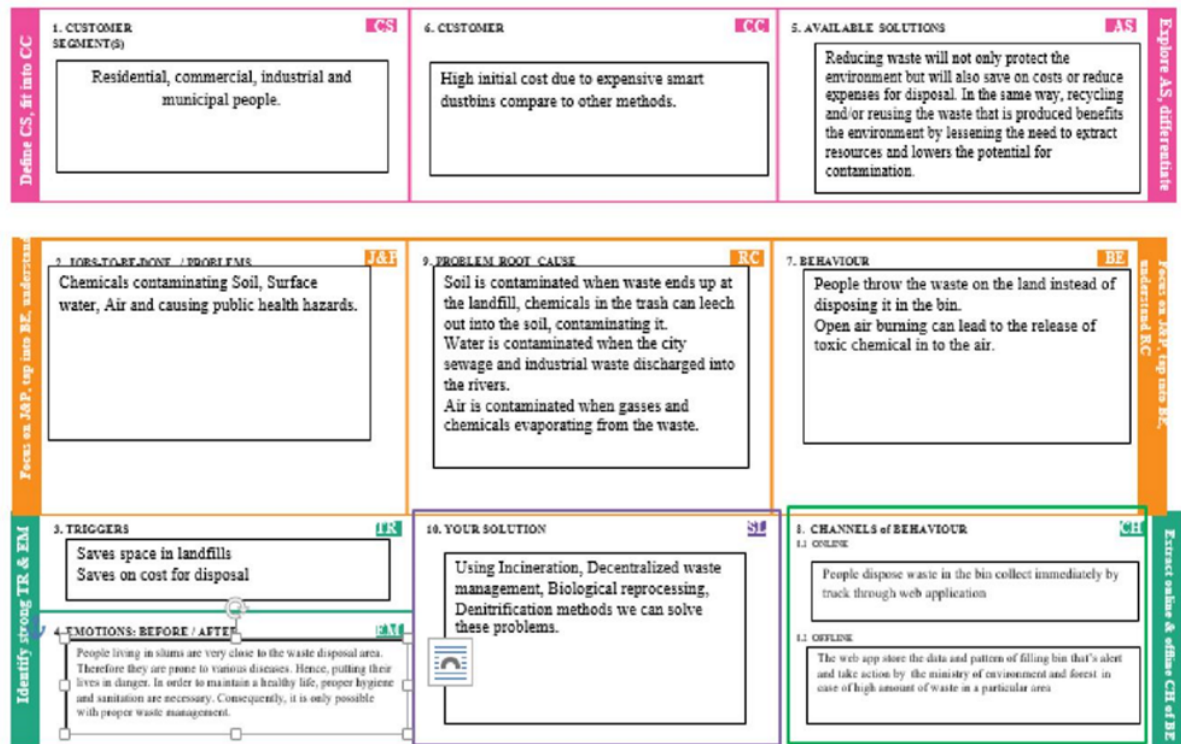 Define CS, fit into CC
1. CUSTOMER
SEGMENT(S)
CS
Residential, commercial, industrial and
municipal people.
6. CUSTOMER
CC
High initial cost due to expensive smart
dustbins compare to other methods.
5. AVAILABLE SOLUTIONS
AS
Reducing waste will not only protect the
environment but will also save on costs or reduce
expenses for disposal. In the same way, recycling
and/or reusing the waste that is produced benefits
the environment by lessening the need to extract
resources and lowers the potential for
contamination.
Explore AS, differentiate
Focus on J&P, tap into BE, understand
2. JOBS-TO-BE-DONE / PROBLEMS
J&P
Chemicals contaminating Soil, Surface
water, Air and causing public health hazards.
9. PROBLEM ROOT CAUSE
RC
Soil is contaminated when waste ends up at
the landfill, chemicals in the trash can leech
out into the soil, contaminating it.
Water is contaminated when the city
sewage and industrial waste discharged into
the rivers.
Air is contaminated when gasses and
chemicals evaporating from the waste.
7. BEHAVIOUR
BE
People throw the waste on the land instead of
disposing it in the bin.
Open air burning can lead to the release of
toxic chemical in to the air.
Focus on J&P, tap into BE,
understand RC
Identify strong TR & EM
3. TRIGGERS
TR
Saves space in landfills
Saves on cost for disposal
4. EMOTIONS: BEFORE / AFTER
EM
People living in slums are very close to the waste disposal area.
Therefore they are prone to various diseases. Hence, putting their
lives in danger. In order to maintain a healthy life, proper hygiene
and sanitation are necessary. Consequently, it is only possible
with proper waste management.
10. YOUR SOLUTION
SL
Using Incineration, Decentralized waste
management, Biological reprocessing,
Denitrification methods we can solve
these problems.
8. CHANNELS of BEHAVIOUR
CH
ONLINE
People dispose waste in the bin collect immediately by
truck through web application
OFFLINE
The web app store the data and pattern of filling bin that's alert
and take action by the ministry of environment and forest in
case of high amount of waste in a particular area
Extract online & offline CH of BE